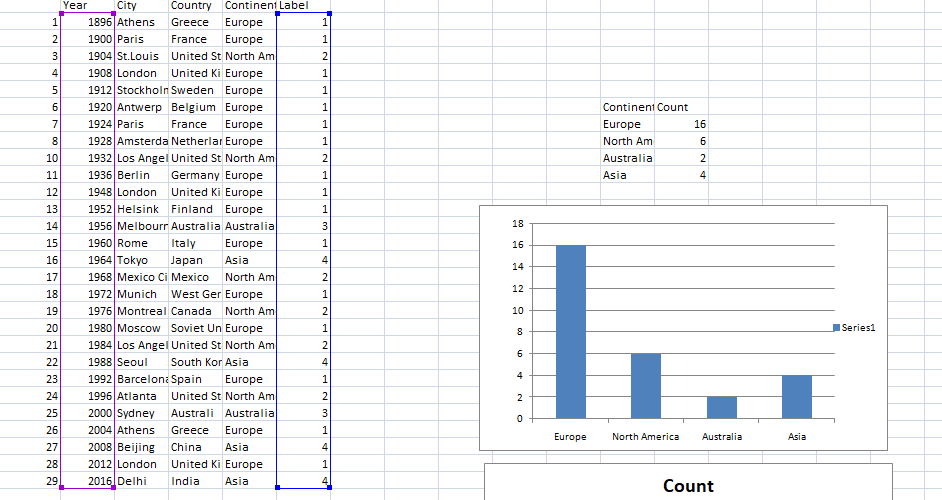 Year City Country Continent Label
1 1896 Athens Greece Europe 1
2 1900 Paris France Europe 1
3 1904 St.Louis United St North Am 2
4 1908 London United Ki Europe 1
5 1912 Stockholn Sweden Europe 1
6 1920 Antwerp Belgium Europe 1
7 1924 Paris France Europe 1
8 1928 Amsterda Netherlar Europe 1
10 1932 Los Angel United St North Am 2
11 1936 Berlin Germany Europe 1
12 1948 London United Ki Europe 1
13 1952 Helsink Finland Europe 1
14 1956 Melbourn Australia Australia 3
15 1960 Rome Italy Europe 1
16 1964 Tokyo Japan Asia 4
17 1968 Mexico Ci Mexico North Am 2
18 1972 Munich West Ger Europe 1
19 1976 Montreal Canada North Am 2
20 1980 Moscow Soviet Un Europe 1
21 1984 Los Angel United St North Am 2
22 1988 Seoul South Kor Asia 4
23 1992 Barcelona Spain Europe 1
24 1996 Atlanta United St North Am 2
25 2000 Sydney Australi Australia 3
26 2004 Athens Greece Europe 1
27 2008 Beijing China Asia 4
28 2012 London United Ki Europe 1
29 2016 Delhi India Asia 4
Continent Count
Europe 16
North Am 6
Australia 2
Asia 4
18
16
14
12
10
8
6
4
2
0
Series1
Europe North America Australia Asia
Count